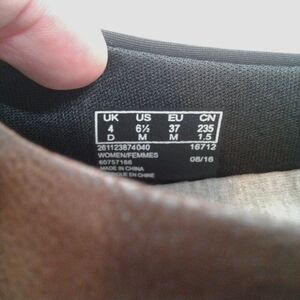 UK US EU CN
4 6½ 37 235
D M M 1.5
261123874040 16712
WOMEN/FEMMES
60757166 08/16
MADE IN CHINA
FABRIQUÉ EN CHINE